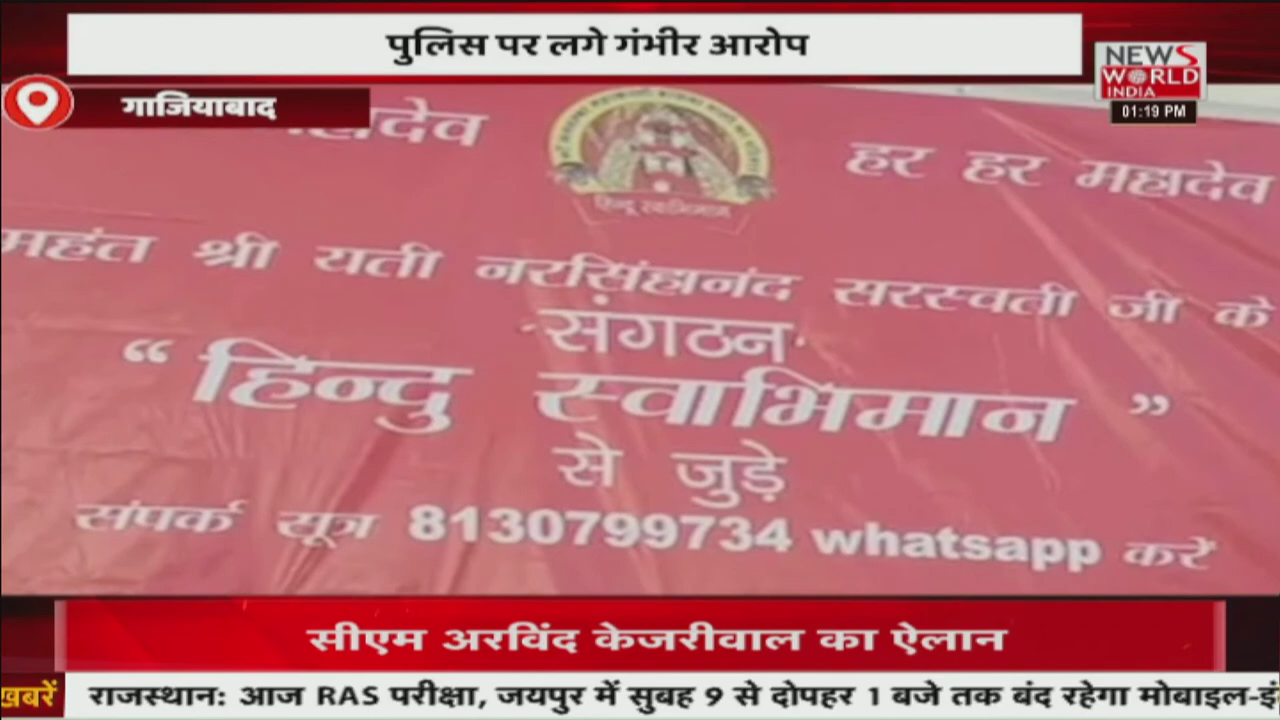 पुलिस पर लगे गंभीर आरोप
NEWS
WORLD
INDIA
01:19 PM
गाजियाबाद
महादेव
हर हर महादेव
हिन्दू स्वाभिमान
महंत श्री यती नरसिंहानंद सरस्वती जी के
संगठन
“हिन्दु स्वाभिमान”
से जुड़े
संपर्क सूत्र 8130799734 whatsapp करें
सीएम अरविंद केजरीवाल का ऐलान
खबरें राजस्थान: आज RAS परीक्षा, जयपुर में सुबह 9 से दोपहर 1 बजे तक बंद रहेगा मोबाइल-इं